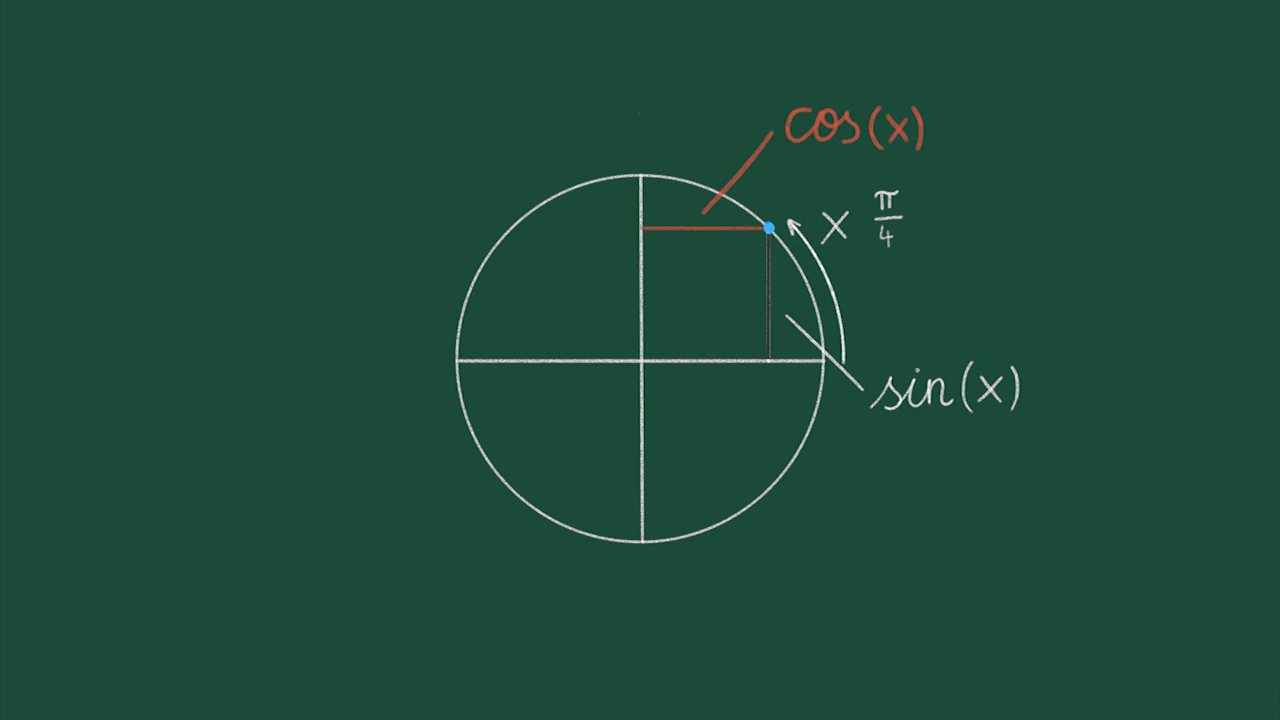 cos(x)
x π/4
sin(x)